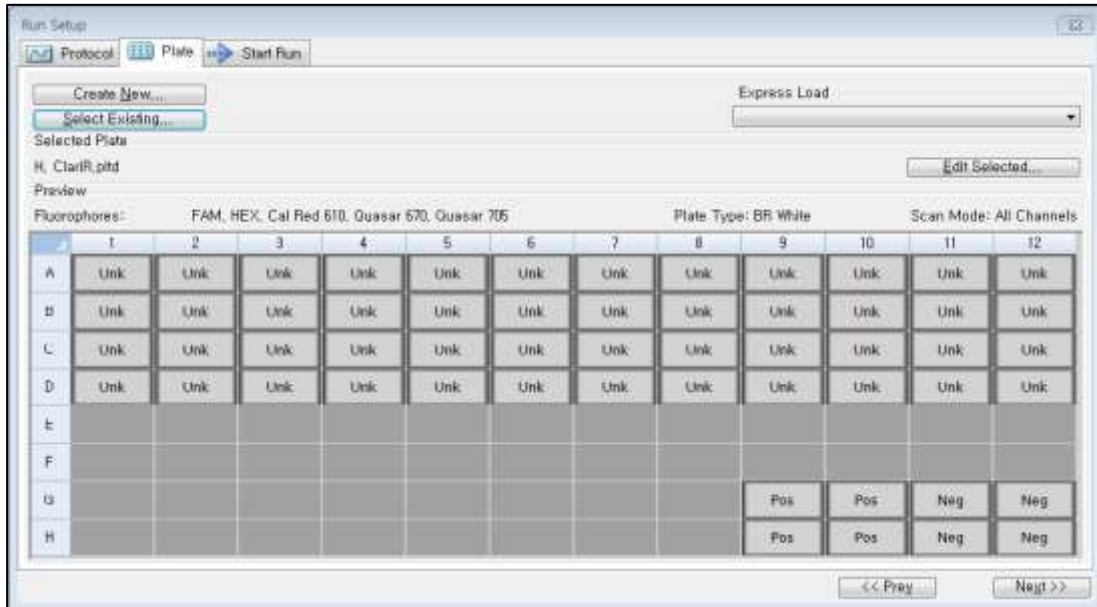 Run Setup
Protocol Plate Start Run
Create New...
Express Load
Select Existing...
Selected Plate
H, ClariR.pltd
Edit Selected...
Preview
Fluorophores: FAM, HEX, Cal Red 610, Quasar 670, Quasar 705 Plate Type: BR White Scan Mode: All Channels
1 2 3 4 5 6 7 8 9 10 11 12
A Unk Unk Unk Unk Unk Unk Unk Unk Unk Unk Unk Unk
B Unk Unk Unk Unk Unk Unk Unk Unk Unk Unk Unk Unk
C Unk Unk Unk Unk Unk Unk Unk Unk Unk Unk Unk Unk
D Unk Unk Unk Unk Unk Unk Unk Unk Unk Unk Unk Unk
E
F
G Pos Pos Neg Neg
H Pos Pos Neg Neg
<< Prev Next >>